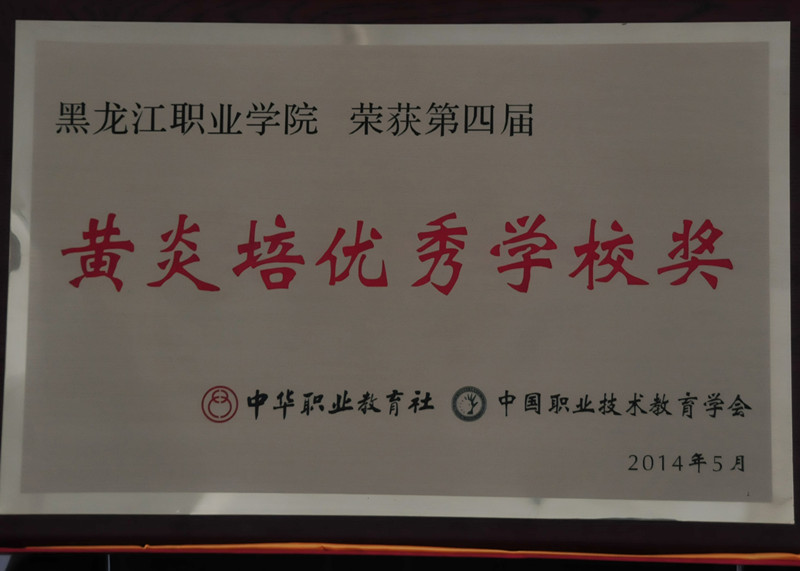 黑龙江职业学院 荣获第四届
黄炎培优秀学校奖
中华职业教育社 中国职业技术教育学会
2014年5月